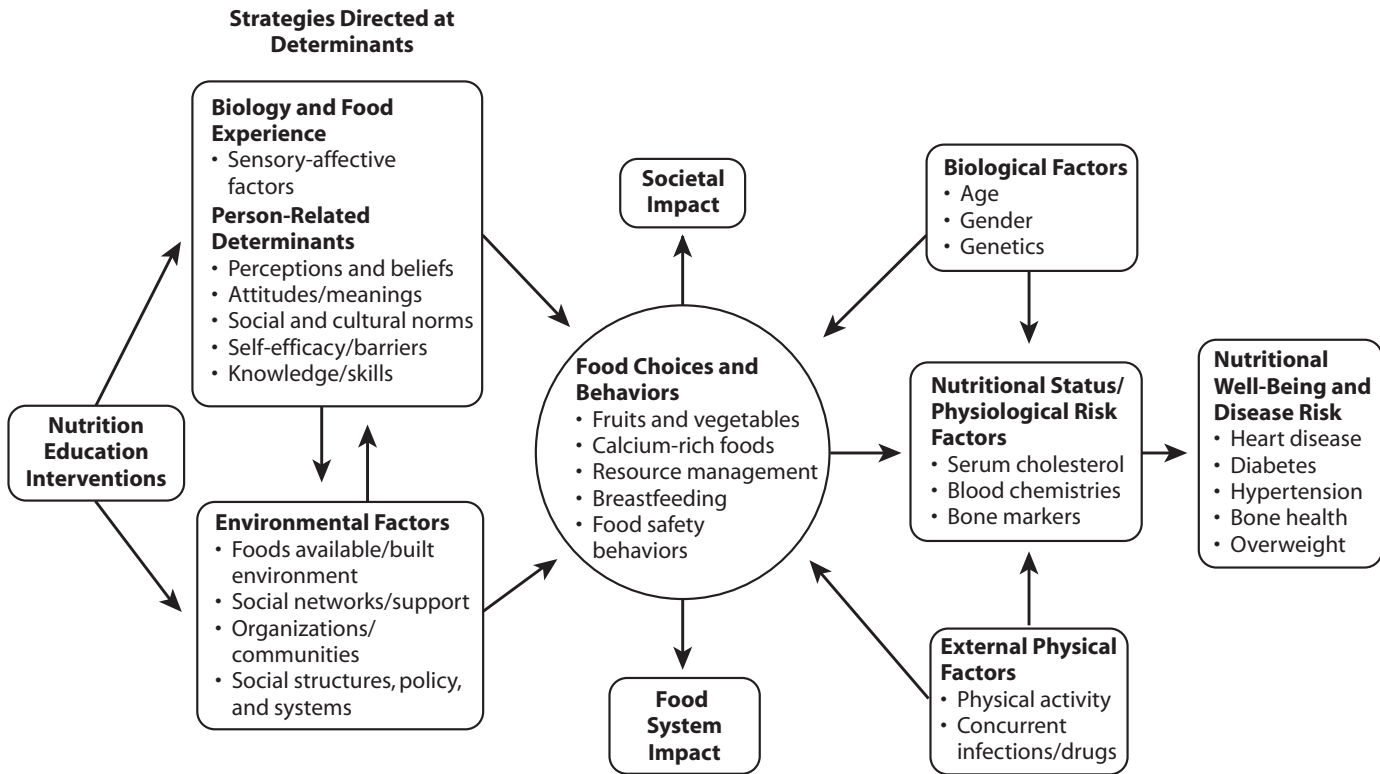 Strategies Directed at
Determinants
Biology and Food
Experience
• Sensory-affective
factors
Person-Related
Determinants
• Perceptions and beliefs
• Attitudes/meanings
• Social and cultural norms
• Self-efficacy/barriers
• Knowledge/skills
Nutrition
Education
Interventions
Environmental Factors
• Foods available/built
environment
• Social networks/support
• Organizations/
communities
• Social structures, policy,
and systems
Societal
Impact
Food Choices and
Behaviors
• Fruits and vegetables
• Calcium-rich foods
• Resource management
• Breastfeeding
• Food safety
behaviors
Food
System
Impact
Biological Factors
• Age
• Gender
• Genetics
Nutritional Status/
Physiological Risk
Factors
• Serum cholesterol
• Blood chemistries
• Bone markers
External Physical
Factors
• Physical activity
• Concurrent
infections/drugs
Nutritional
Well-Being and
Disease Risk
• Heart disease
• Diabetes
• Hypertension
• Bone health
• Overweight